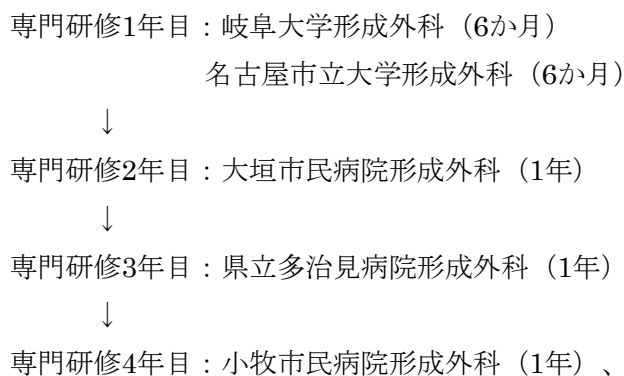 専門研修1年目：岐阜大学形成外科（6か月）
名古屋市立大学形成外科（6か月）
↓
専門研修2年目：大垣市民病院形成外科（1年）
↓
専門研修3年目：県立多治見病院形成外科（1年）
↓
専門研修4年目：小牧市民病院形成外科（1年）、